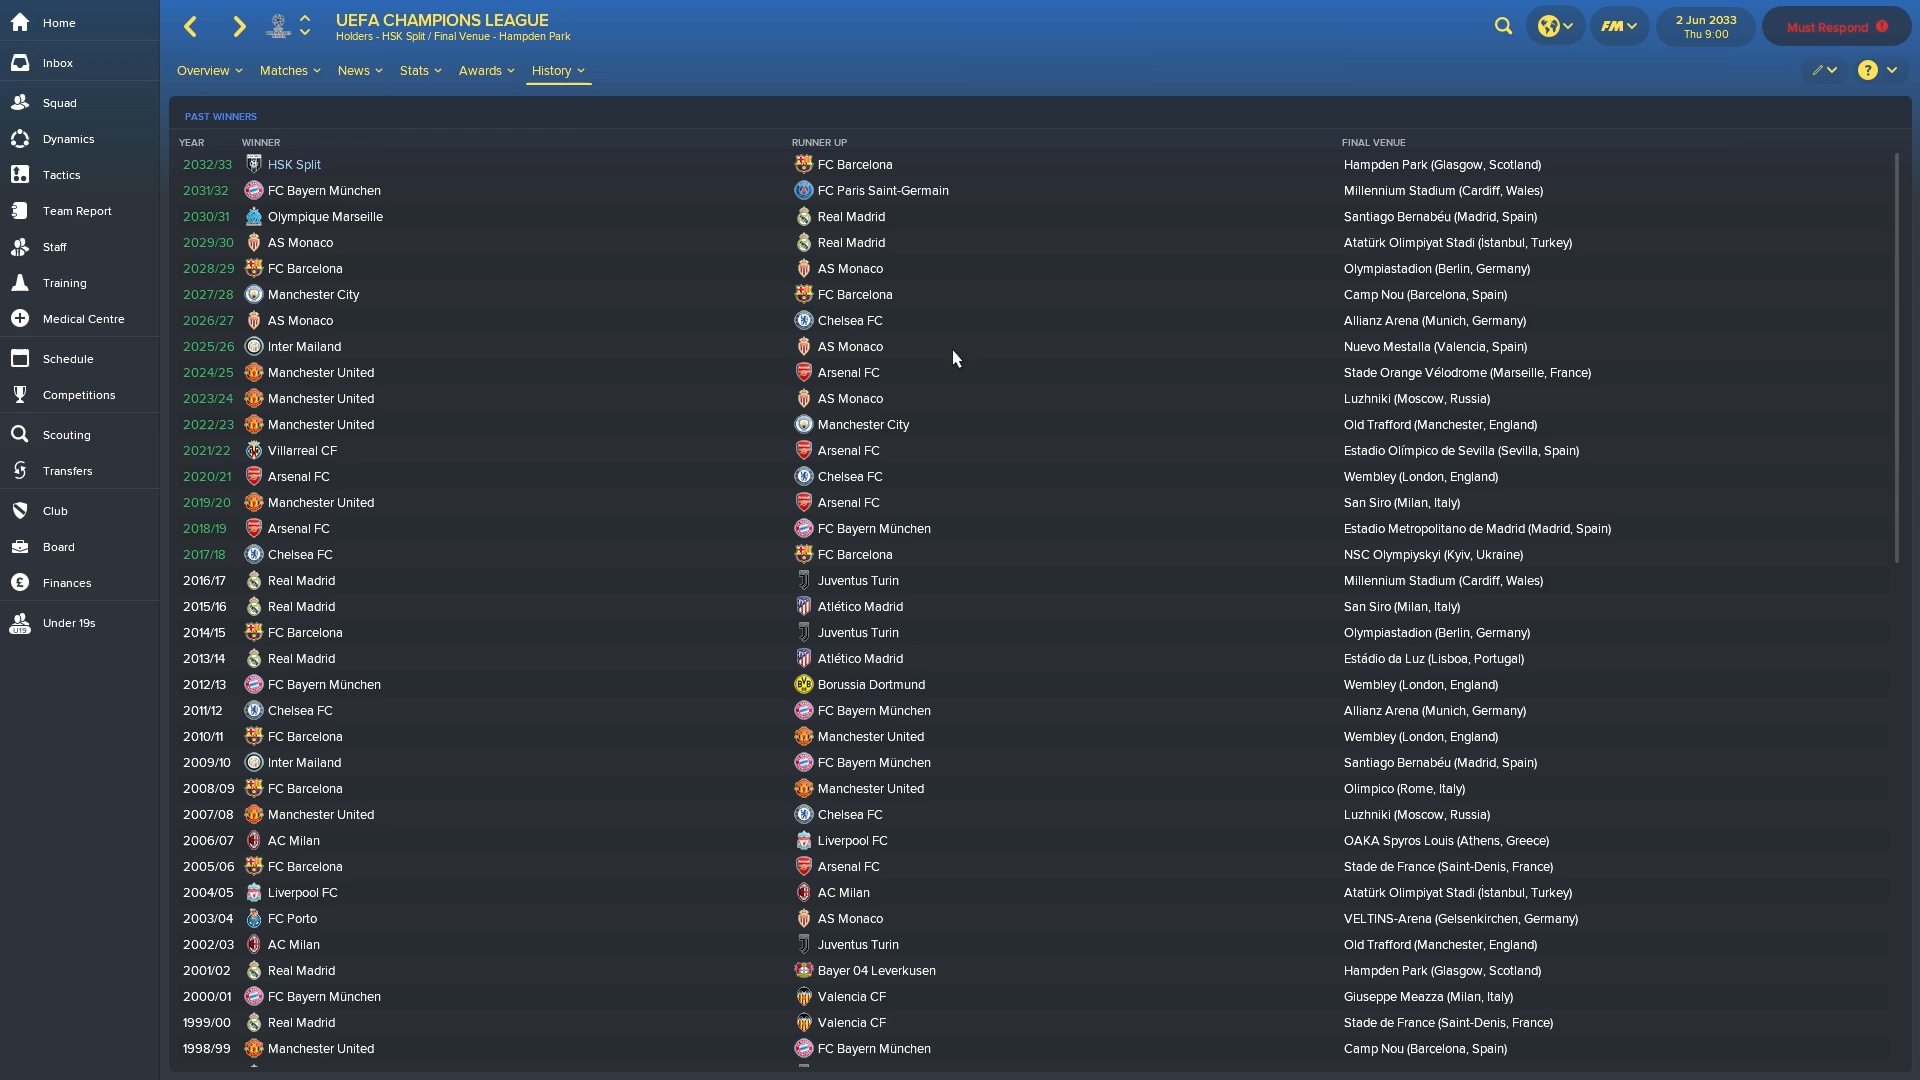 Home
Inbox
Squad
Dynamics
Tactics
Team Report
Staff
Training
Medical Centre
Schedule
Competitions
Scouting
Transfers
Club
Board
Finances
U19
Under 19s
UEFA CHAMPIONS LEAGUE
Holders - HSK Split / Final Venue - Hampden Park
FM
2 Jun 2033
Thu 9:00
Must Respond
Overview Matches News Stats Awards History
?
PAST WINNERS
YEAR WINNER RUNNER UP FINAL VENUE
2032/33 HSK Split FC Barcelona Hampden Park (Glasgow, Scotland)
2031/32 FC Bayern München FC Paris Saint-Germain Millennium Stadium (Cardiff, Wales)
2030/31 Olympique Marseille Real Madrid Santiago Bernabéu (Madrid, Spain)
2029/30 AS Monaco Real Madrid Atatürk Olimpiyat Stadi (İstanbul, Turkey)
2028/29 FC Barcelona AS Monaco Olympiastadion (Berlin, Germany)
2027/28 Manchester City FC Barcelona Camp Nou (Barcelona, Spain)
2026/27 AS Monaco Chelsea FC Allianz Arena (Munich, Germany)
2025/26 Inter Mailand AS Monaco Nuevo Mestalla (Valencia, Spain)
2024/25 Manchester United Arsenal FC Stade Orange Vélodrome (Marseille, France)
2023/24 Manchester United AS Monaco Luzhniki (Moscow, Russia)
2022/23 Manchester United Manchester City Old Trafford (Manchester, England)
2021/22 Villarreal CF Arsenal FC Estadio Olímpico de Sevilla (Sevilla, Spain)
2020/21 Arsenal FC Chelsea FC Wembley (London, England)
2019/20 Manchester United Arsenal FC San Siro (Milan, Italy)
2018/19 Arsenal FC FC Bayern München Estadio Metropolitano de Madrid (Madrid, Spain)
2017/18 Chelsea FC FC Barcelona NSC Olympiyskyi (Kyiv, Ukraine)
2016/17 Real Madrid Juventus Turin Millennium Stadium (Cardiff, Wales)
2015/16 Real Madrid Atlético Madrid San Siro (Milan, Italy)
2014/15 FC Barcelona Juventus Turin Olympiastadion (Berlin, Germany)
2013/14 Real Madrid Atlético Madrid Estádio da Luz (Lisboa, Portugal)
2012/13 FC Bayern München Borussia Dortmund Wembley (London, England)
2011/12 Chelsea FC FC Bayern München Allianz Arena (Munich, Germany)
2010/11 FC Barcelona Manchester United Wembley (London, England)
2009/10 Inter Mailand FC Bayern München Santiago Bernabéu (Madrid, Spain)
2008/09 FC Barcelona Manchester United Olimpico (Rome, Italy)
2007/08 Manchester United Chelsea FC Luzhniki (Moscow, Russia)
2006/07 AC Milan Liverpool FC OAKA Spyros Louis (Athens, Greece)
2005/06 FC Barcelona Arsenal FC Stade de France (Saint-Denis, France)
2004/05 Liverpool FC AC Milan Atatürk Olimpiyat Stadi (İstanbul, Turkey)
2003/04 FC Porto AS Monaco VELTINS-Arena (Gelsenkirchen, Germany)
2002/03 AC Milan Juventus Turin Old Trafford (Manchester, England)
2001/02 Real Madrid Bayer 04 Leverkusen Hampden Park (Glasgow, Scotland)
2000/01 FC Bayern München Valencia CF Giuseppe Meazza (Milan, Italy)
1999/00 Real Madrid Valencia CF Stade de France (Saint-Denis, France)
1998/99 Manchester United FC Bayern München Camp Nou (Barcelona, Spain)